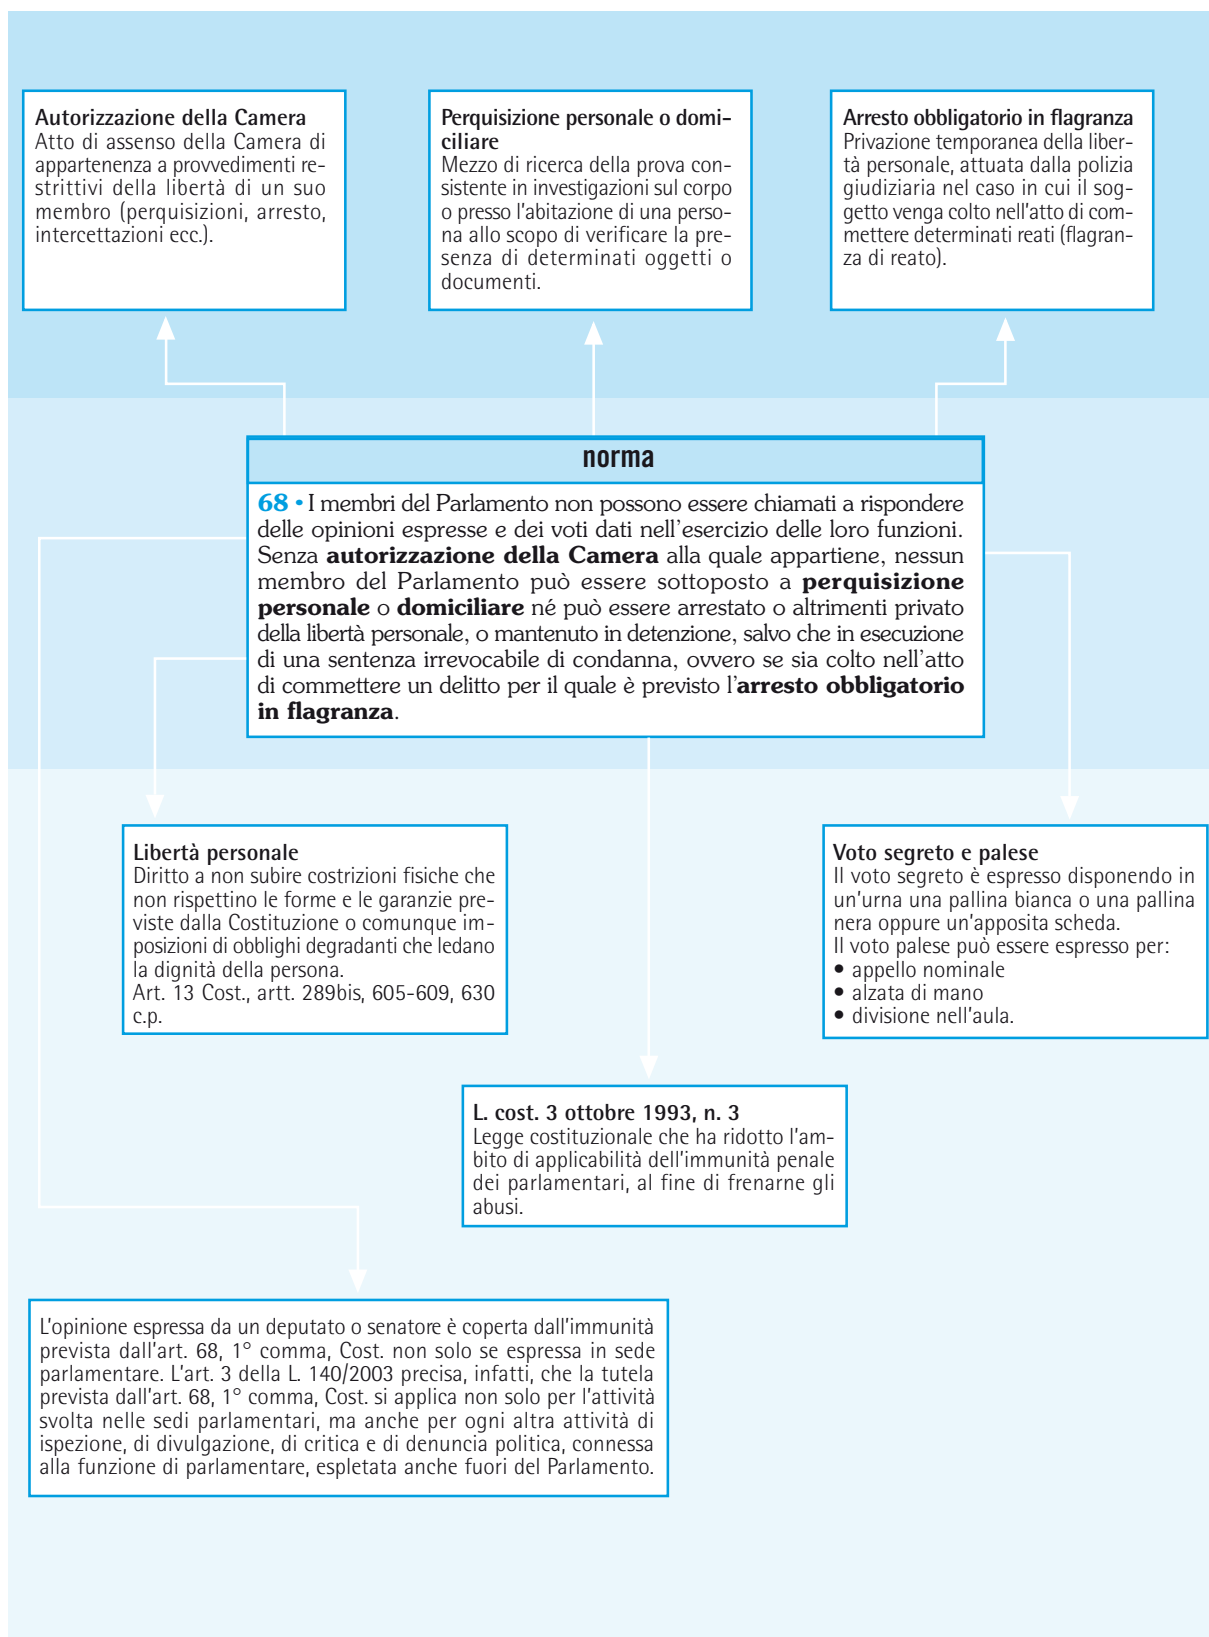 Autorizzazione della Camera
Atto di assenso della Camera di
appartenenza a provvedimenti re-
strittivi della libertà di un suo
membro (perquisizioni, arresto,
intercettazioni ecc.).
Perquisizione personale o domi-
ciliare
Mezzo di ricerca della prova con-
sistente in investigazioni sul corpo
o presso l'abitazione di una perso-
na allo scopo di verificare la pre-
senza di determinati oggetti o
documenti.
Arresto obbligatorio in flagranza
Privazione temporanea della liber-
tà personale, attuata dalla polizia
giudiziaria nel caso in cui il sog-
getto venga colto nell'atto di com-
mettere determinati reati (flagran-
za di reato).
norma
68 • I membri del Parlamento non possono essere chiamati a rispondere
delle opinioni espresse e dei voti dati nell'esercizio delle loro funzioni.
Senza autorizzazione della Camera alla quale appartiene, nessun
membro del Parlamento può essere sottoposto a perquisizione
personale o domiciliare né può essere arrestato o altrimenti privato
della libertà personale, o mantenuto in detenzione, salvo che in esecuzione
di una sentenza irrevocabile di condanna, ovvero se sia colto nell'atto
di commettere un delitto per il quale è previsto l'arresto obbligatorio
in flagranza.
Libertà personale
Diritto a non subire costrizioni fisiche che
non rispettino le forme e le garanzie pre-
viste dalla Costituzione o comunque im-
posizioni di obblighi degradanti che ledano
la dignità della persona.
Art. 13 Cost., artt. 289bis, 605-609, 630
c.p.
Voto segreto e palese
Il voto segreto è espresso disponendo in
un'urna una pallina bianca o una pallina
nera oppure un'apposita scheda.
Il voto palese può essere espresso per:
• appello nominale
• alzata di mano
• divisione nell'aula.
L. cost. 3 ottobre 1993, n. 3
Legge costituzionale che ha ridotto l'am-
bito di applicabilità dell'immunità penale
dei parlamentari, al fine di frenarne gli
abusi.
L'opinione espressa da un deputato o senatore è coperta dall'immunità
prevista dall'art. 68, 1° comma, Cost. non solo se espressa in sede
parlamentare. L'art. 3 della L. 140/2003 precisa, infatti, che la tutela
prevista dall'art. 68, 1° comma, Cost. si applica non solo per l'attività
svolta nelle sedi parlamentari, ma anche per ogni altra attività di
ispezione, di divulgazione, di critica e di denuncia politica, connessa
alla funzione di parlamentare, espletata anche fuori del Parlamento.